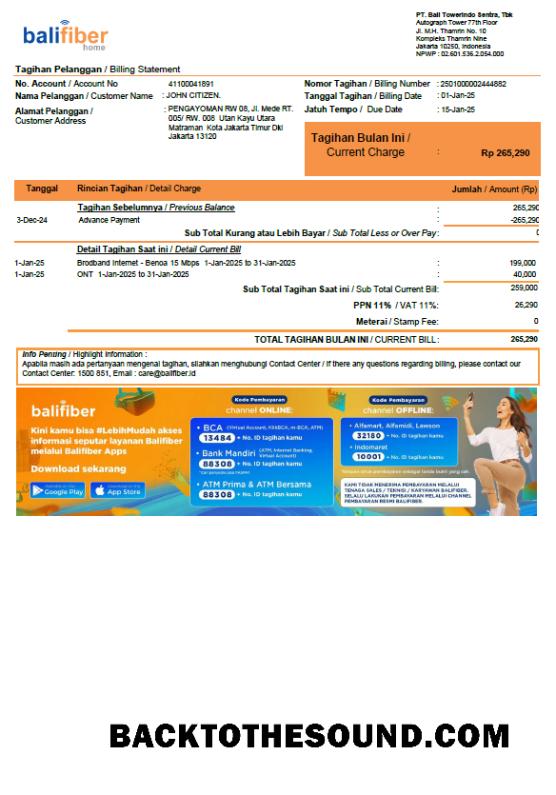 balifiber
home
PT. Bali Towerindo Sentra, Tbk
Autograph Tower 77th Floor
Jl. M.H. Thamrin No. 10
Kompleks Thamrin Nine
Jakarta 10250, Indonesia
NPWP : 02.601.536.2.054.000
Tagihan Pelanggan / Billing Statement
No. Account / Account No 41100041891
Nama Pelanggan / Customer Name : JOHN CITIZEN.
Alamat Pelanggan / Customer Address : PENGAYOMAN RW 08, Jl. Mede RT. 005/ RW. 008 Utan Kayu Utara Matraman Kota Jakarta Timur Dki Jakarta 13120
Nomor Tagihan / Billing Number : 2501000002444882
Tanggal Tagihan / Billing Date : 01-Jan-25
Jatuh Tempo / Due Date : 15-Jan-25
Tagihan Bulan Ini /
Current Charge : Rp 265,290
Tanggal Rincian Tagihan / Detail Charge Jumlah / Amount (Rp)
Tagihan Sebelumnya / Previous Balance : 265,290
3-Dec-24 Advance Payment : -265,290
Sub Total Kurang atau Lebih Bayar / Sub Total Less or Over Pay: 0
Detail Tagihan Saat ini / Detail Current Bill
1-Jan-25 Brodband Internet - Benoa 15 Mbps 1-Jan-2025 to 31-Jan-2025 : 199,000
1-Jan-25 ONT 1-Jan-2025 to 31-Jan-2025 : 40,000
Sub Total Tagihan Saat ini / Sub Total Current Bill: 259,000
PPN 11% / VAT 11%: 26,290
Meterai / Stamp Fee: 0
TOTAL TAGIHAN BULAN INI / CURRENT BILL: 265,290
Info Penting / Highlight Information :
Apabila masih ada pertanyaan mengenai tagihan, silahkan menghubungi Contact Center / If there any questions regarding billing, please contact our
Contact Center: 1500 851, Email : care@balifiber.id
balifiber
Kini kamu bisa #LebihMudah akses
informasi seputar layanan Balifiber
melalui Balifiber Apps
Download sekarang
Google Play
App Store
Kode Pembayaran
channel ONLINE:
• BCA (Virtual Account, KlikBCA, m-BCA, ATM)
13484 + No. ID tagihan kamu
• Bank Mandiri (ATM, Internet Banking, Virtual Account)
88308 + No. ID tagihan kamu
• ATM Prima & ATM Bersama
88308 + No. ID tagihan kamu
Kode Pembayaran
channel OFFLINE:
• Alfamart, Alfamidi, Lawson
32180 + No. ID tagihan kamu
• Indomaret
10001 + No. ID tagihan kamu
KAMI TIDAK MENERIMA PEMBAYARAN MELALUI
TENAGA SALES / TEKNISI / KARYAWAN BALIFIBER.
SELALU LAKUKAN PEMBAYARAN MELALUI CHANNEL
PEMBAYARAN RESMI BALIFIBER.
BACKTOTHESOUND.COM